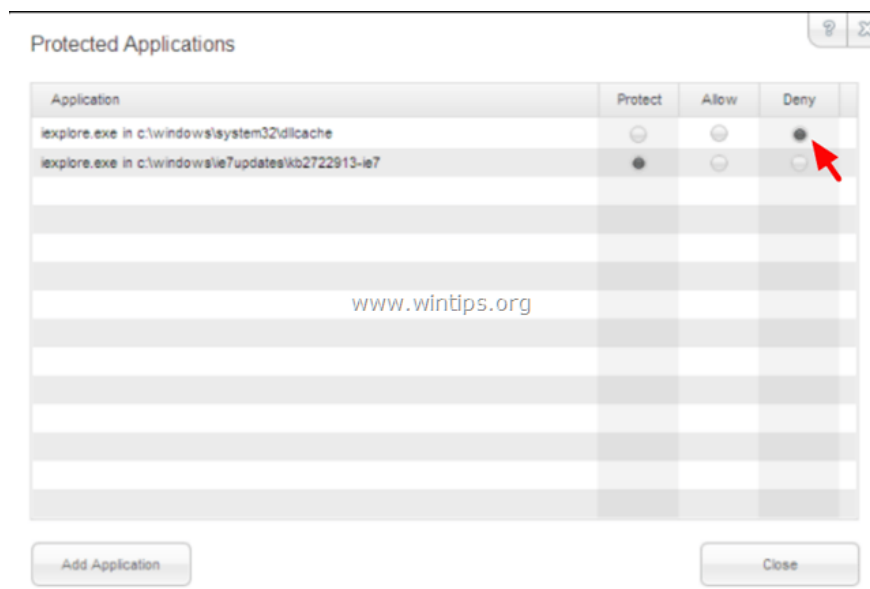 Protected Applications
?
Application Protect Allow Deny
iexplore.exe in c:\windows\system32\dllcache
iexplore.exe in c:\windows\ie7updates\kb2722913-ie7
www.wintips.org
Add Application Close